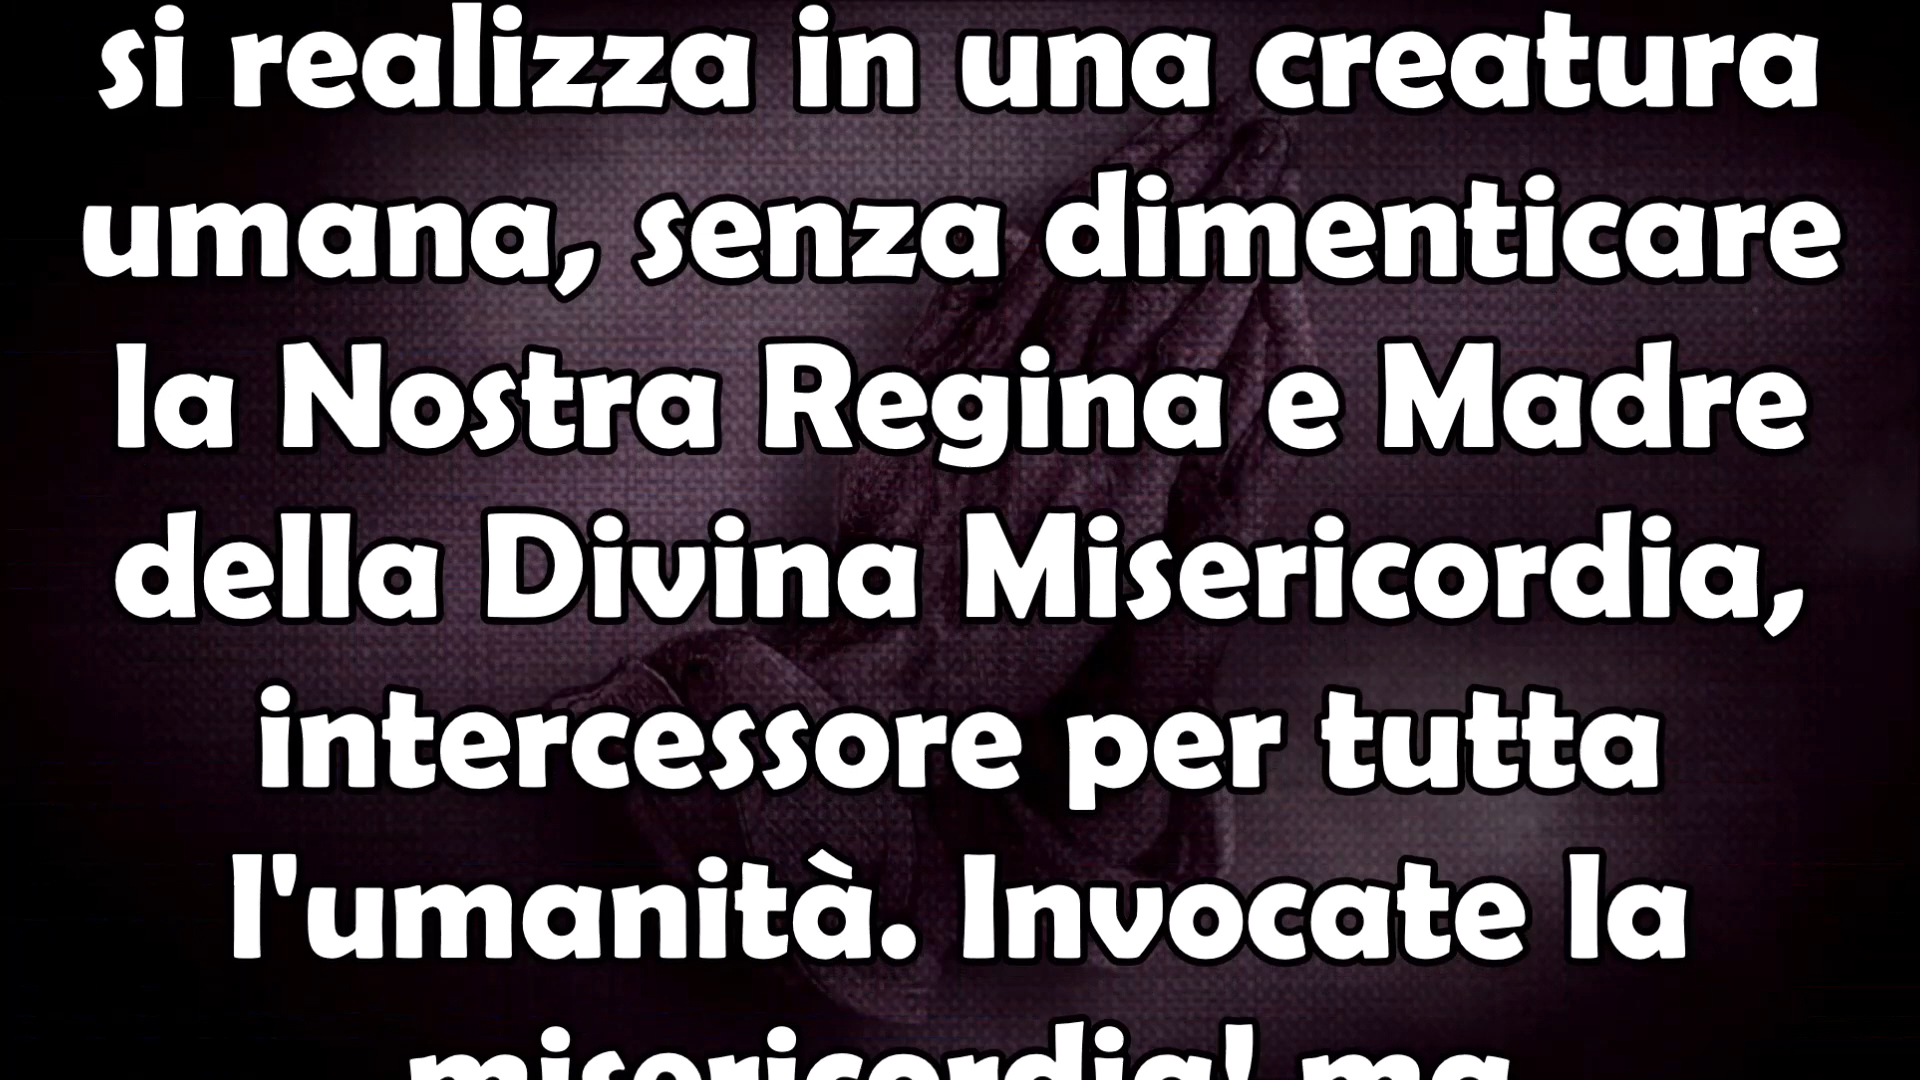 si realizza in una creatura
umana, senza dimenticare
la Nostra Regina e Madre
della Divina Misericordia,
intercessore per tutta
l'umanità. Invocate la
misericordia' ma